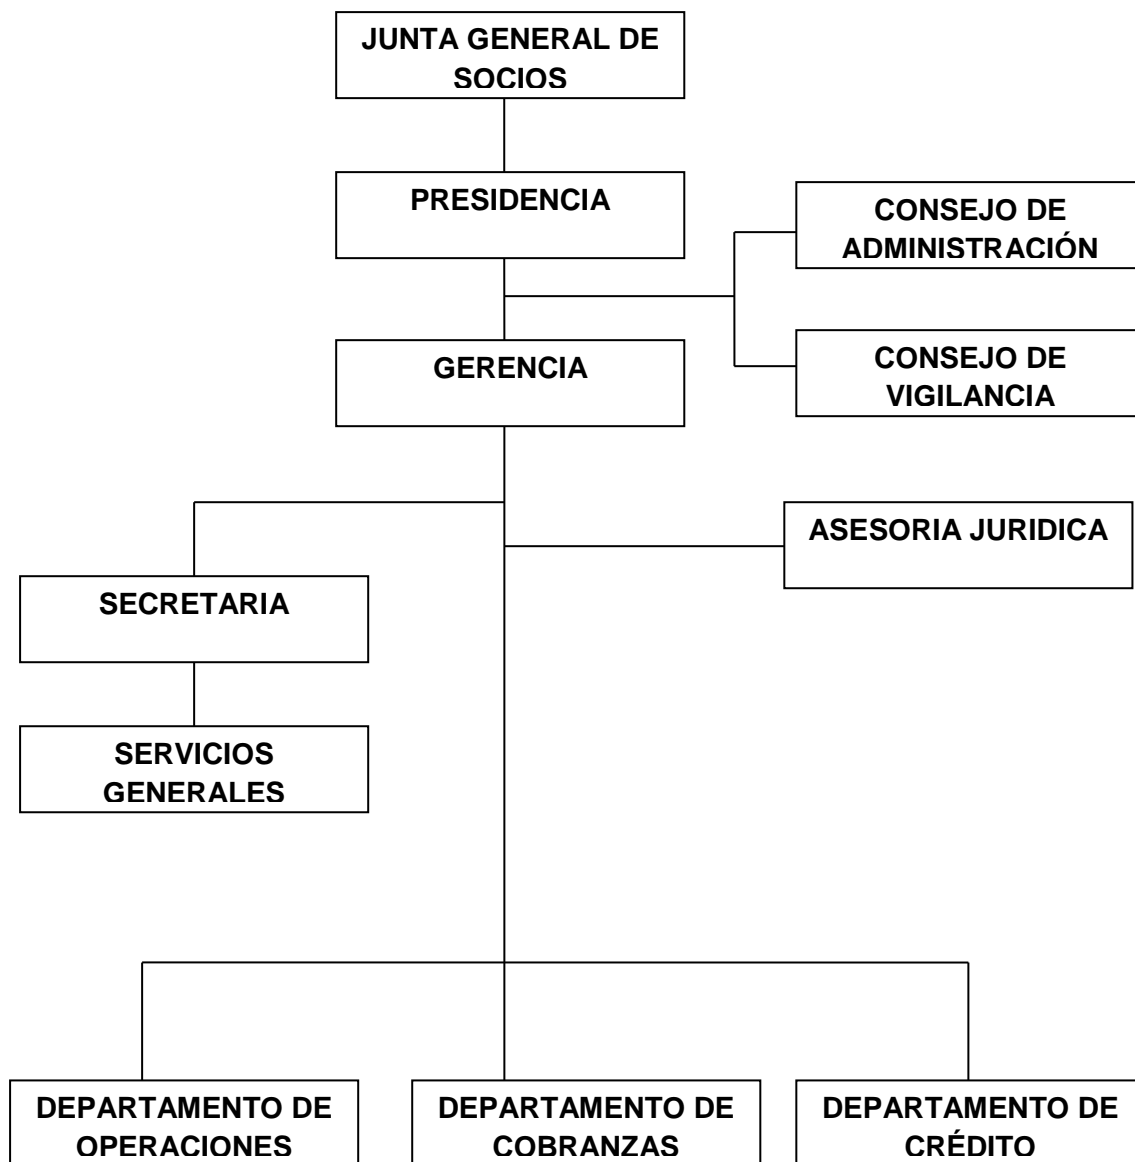 JUNTA GENERAL DE
SOCIOS
PRESIDENCIA
CONSEJO DE
ADMINISTRACIÓN
GERENCIA
CONSEJO DE
VIGILANCIA
ASESORIA JURIDICA
SECRETARIA
SERVICIOS
GENERALES
DEPARTAMENTO DE
OPERACIONES
DEPARTAMENTO DE
COBRANZAS
DEPARTAMENTO DE
CRÉDITO